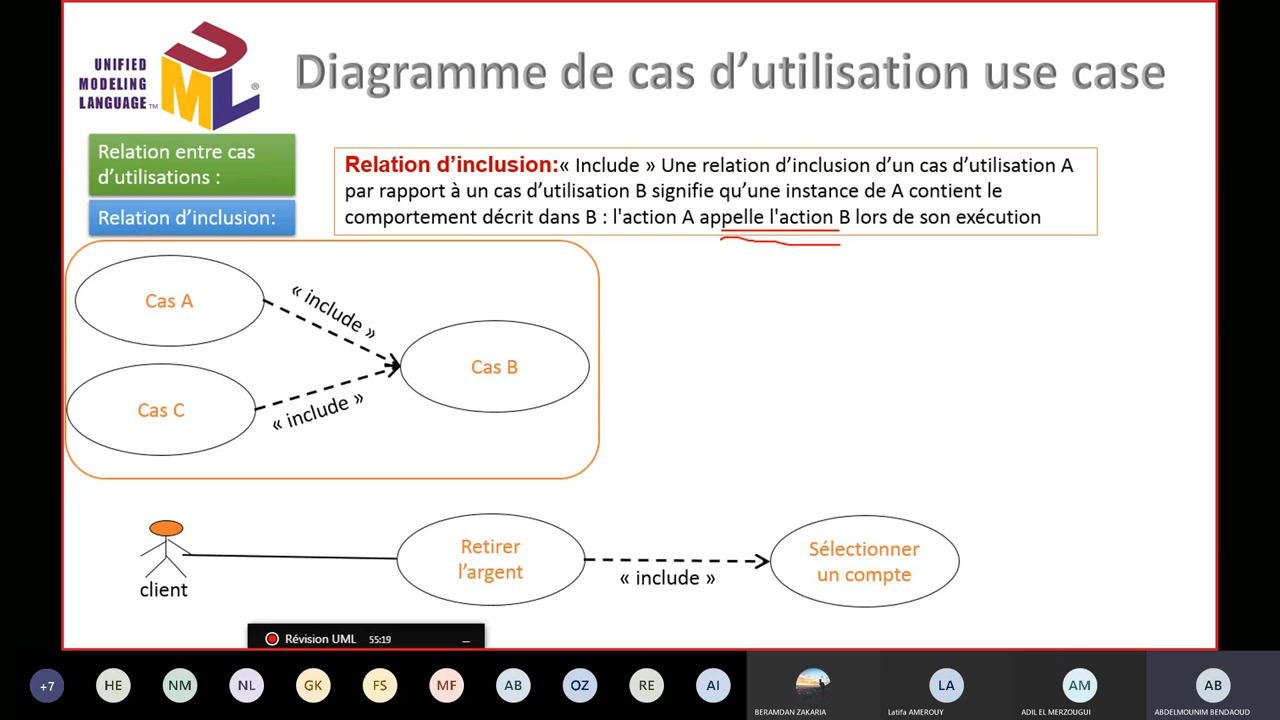 UNIFIED
MODELING
LANGUAGE™
UML®
Diagramme de cas d’utilisation use case
Relation entre cas
d’utilisations :
Relation d’inclusion:
Relation d’inclusion:« Include » Une relation d’inclusion d’un cas d’utilisation A
par rapport à un cas d’utilisation B signifie qu’une instance de A contient le
comportement décrit dans B : l'action A appelle l'action B lors de son exécution
Cas A
« include »
Cas B
Cas C
« include »
client
Retirer
l’argent
« include »
Sélectionner
un compte
Révision UML 55:19
+7 HE NM NL GK FS MF AB OZ RE AI
BERAMDAN ZAKARIA
LA
Latifa AMEROUY
AM
ADIL EL MERZOUGUI
AB
ABDELMOUNIM BENDAOUD